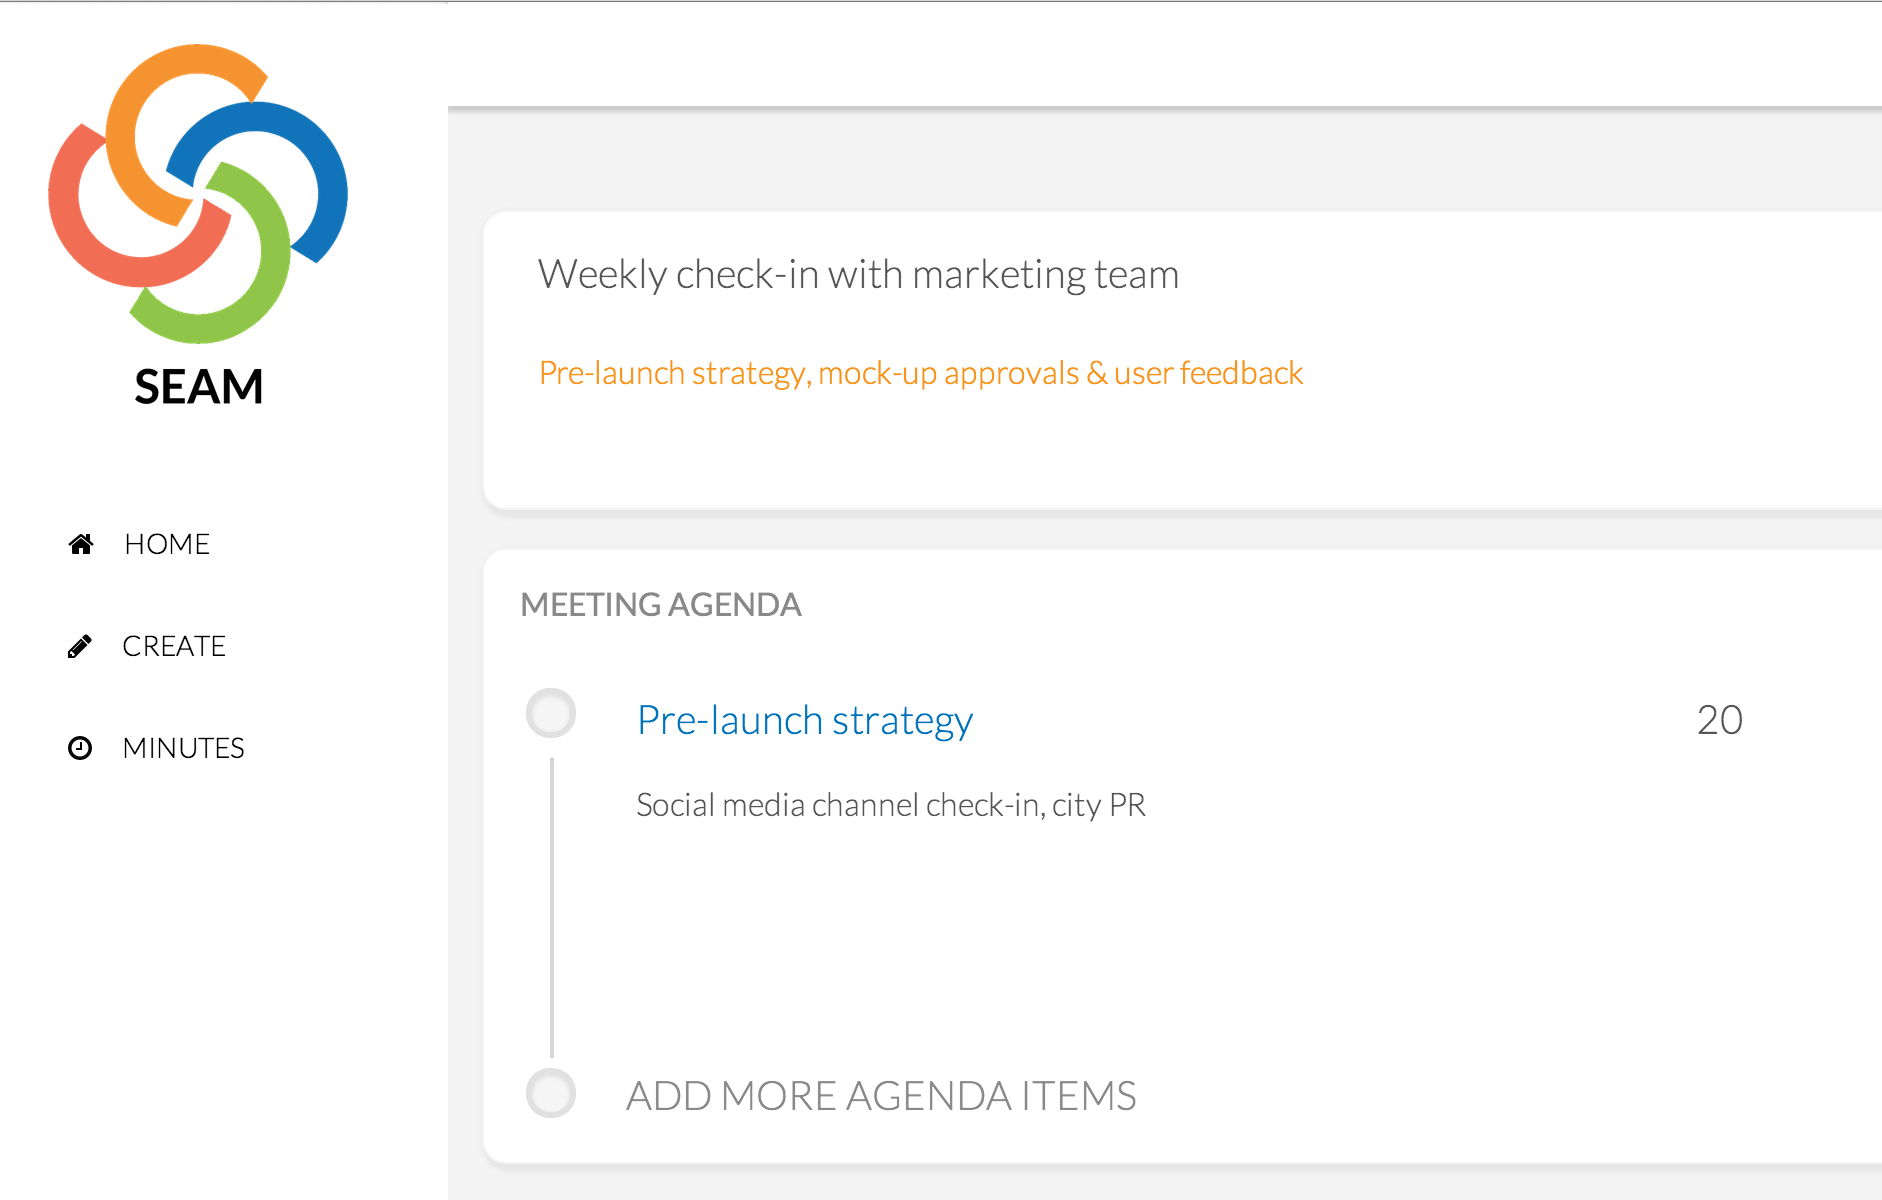 SEAM
HOME
CREATE
MINUTES
Weekly check-in with marketing team
Pre-launch strategy, mock-up approvals & user feedback
MEETING AGENDA
Pre-launch strategy
20
Social media channel check-in, city PR
ADD MORE AGENDA ITEMS